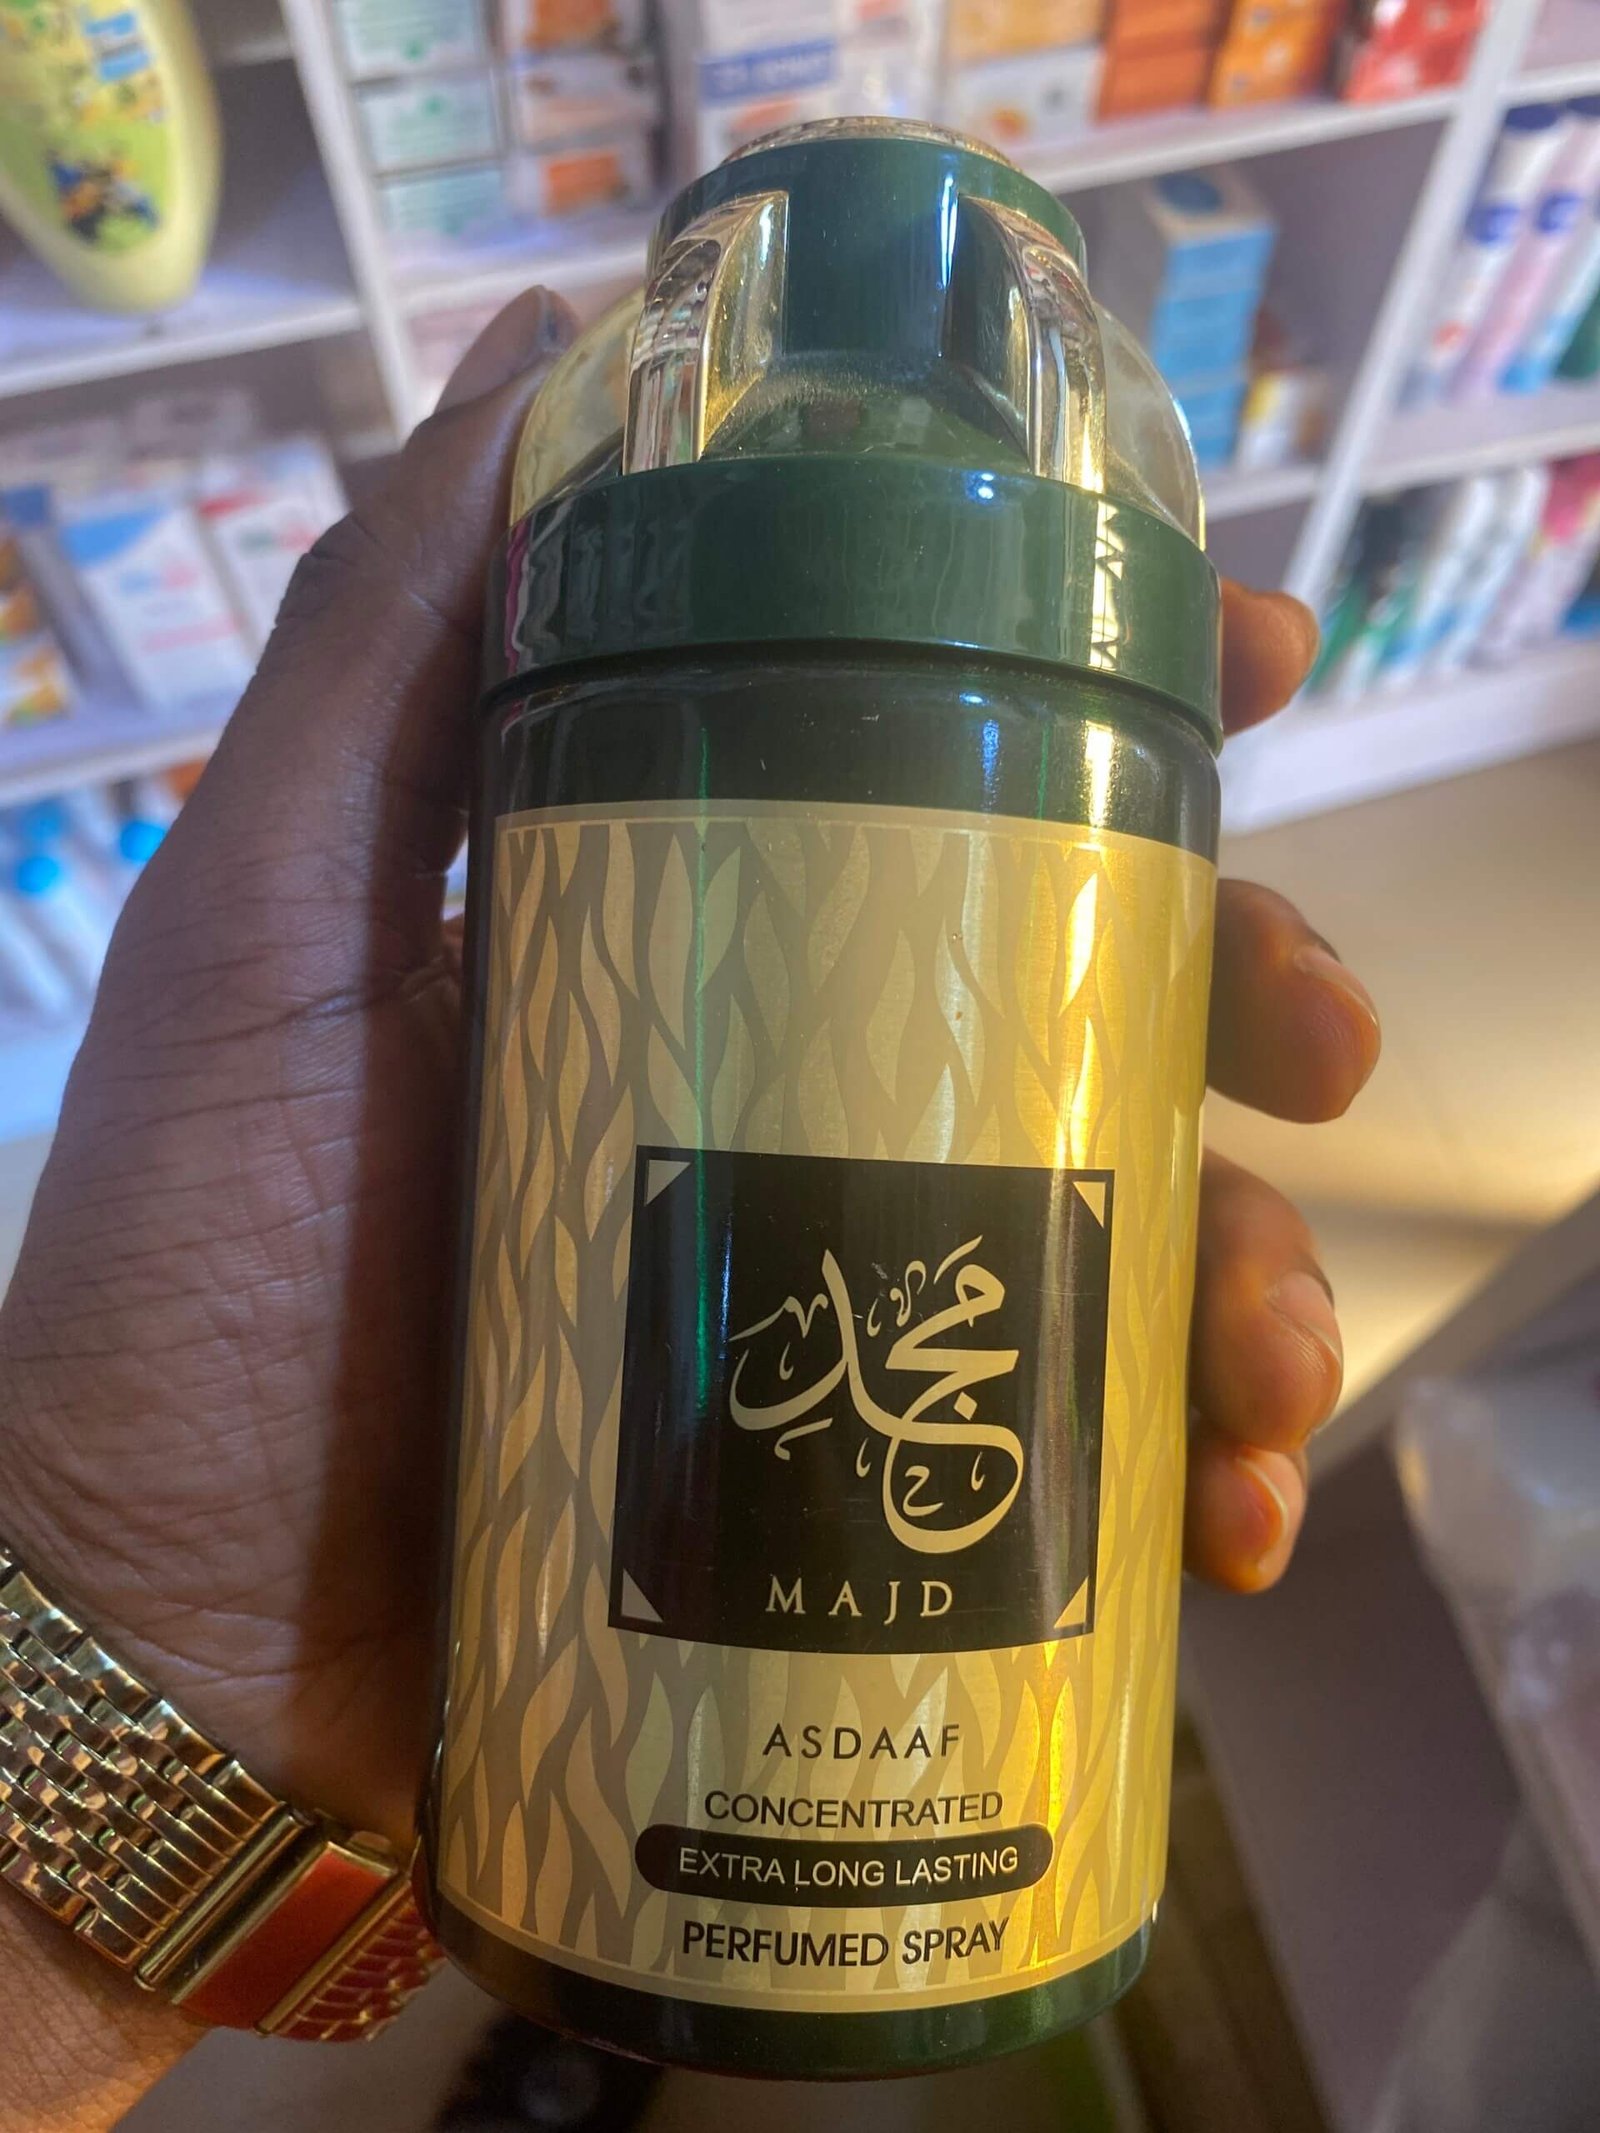 مجد
MAJD
ASDAAF
CONCENTRATED
EXTRA LONG LASTING
PERFUMED SPRAY